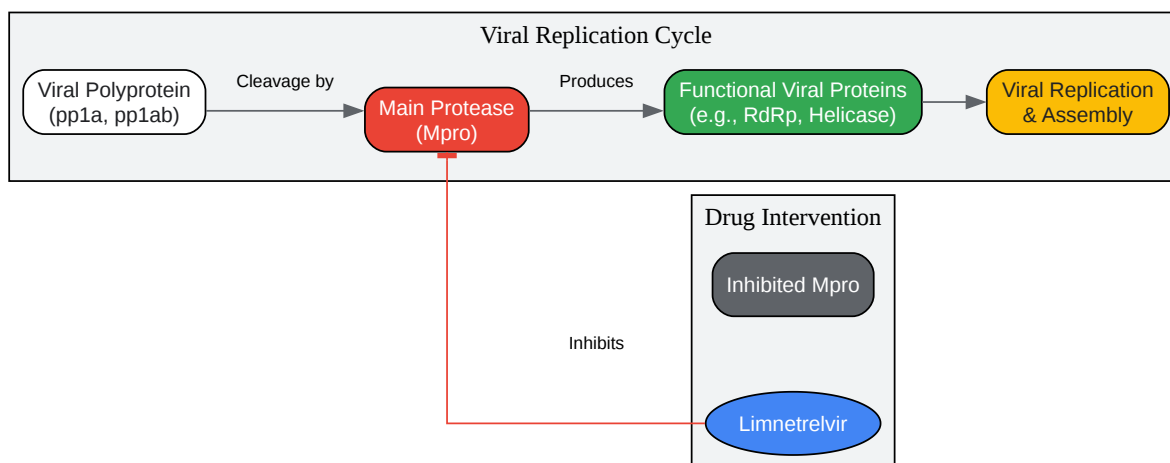 Viral Replication Cycle
Viral Polyprotein
(pp1a, pp1ab)
Cleavage by
Main Protease
(Mpro)
Produces
Functional Viral Proteins
(e.g., RdRp, Helicase)
Viral Replication
& Assembly
Drug Intervention
Inhibited Mpro
Inhibits
Limnetrelvir